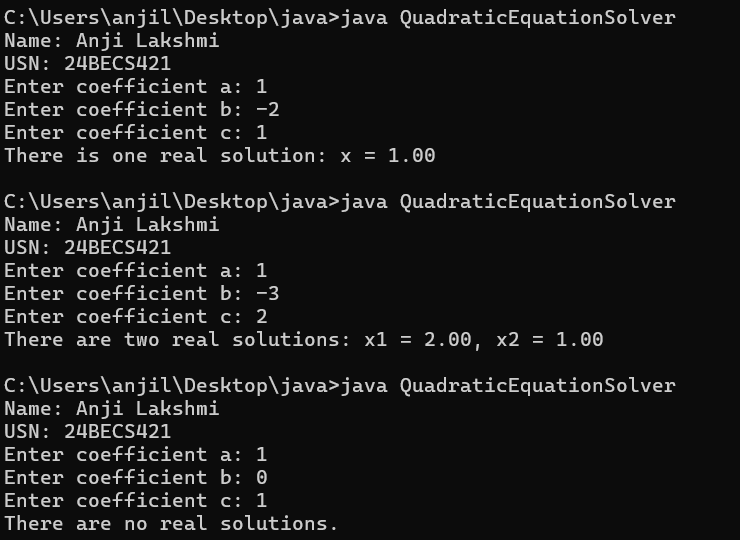 C:\Users\anjil\Desktop\java>java QuadraticEquationSolver
Name: Anji Lakshmi
USN: 24BECS421
Enter coefficient a: 1
Enter coefficient b: -2
Enter coefficient c: 1
There is one real solution: x = 1.00
C:\Users\anjil\Desktop\java>java QuadraticEquationSolver
Name: Anji Lakshmi
USN: 24BECS421
Enter coefficient a: 1
Enter coefficient b: -3
Enter coefficient c: 2
There are two real solutions: x1 = 2.00, x2 = 1.00
C:\Users\anjil\Desktop\java>java QuadraticEquationSolver
Name: Anji Lakshmi
USN: 24BECS421
Enter coefficient a: 1
Enter coefficient b: 0
Enter coefficient c: 1
There are no real solutions.